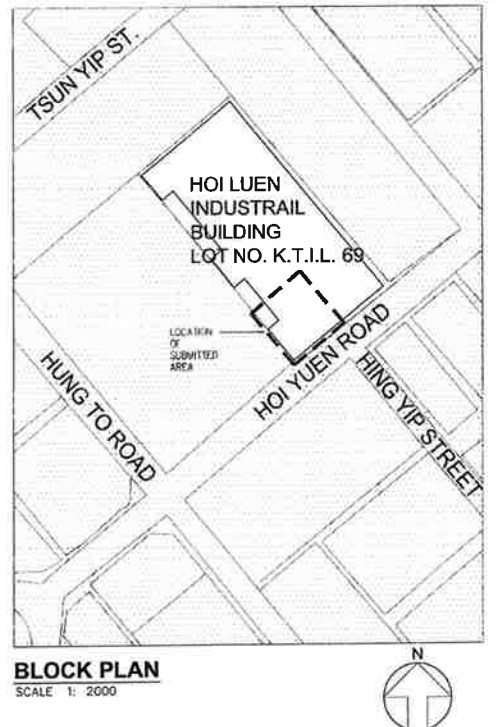 TSUN YIP ST.
HOI LUEN
INDUSTRAIL
BUILDING
LOT NO. K.T.I.L. 69
LOCATION
OF
SUBMITTED
AREA
HOI YUEN ROAD
HUNG TO ROAD
HING YIP STREET
BLOCK PLAN
SCALE 1: 2000
N